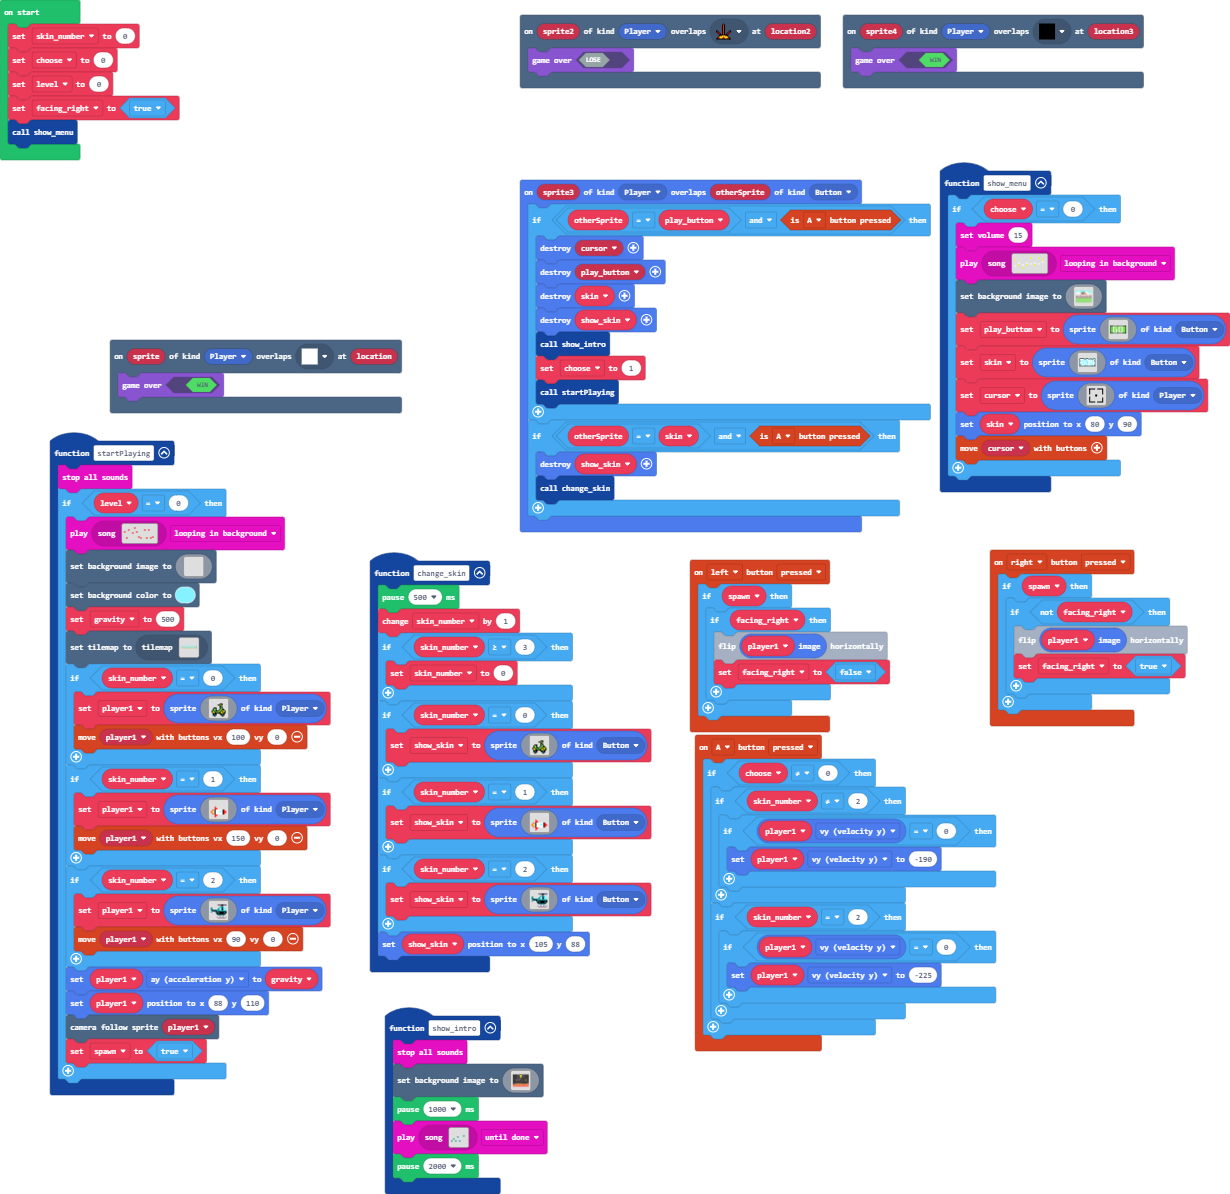 on start
set skin_number to 0
set choose to 0
set level to 0
set facing_right to true
call show_menu
on sprite2 of kind Player overlaps at location2
game over LOSE
on sprite4 of kind Player overlaps at location3
game over WIN
on sprite of kind Player overlaps at location
game over WIN
on sprite3 of kind Player overlaps otherSprite of kind Button
if otherSprite = play_button and is A button pressed then
destroy cursor
destroy play_button
destroy skin
destroy show_skin
call show_intro
set choose to 1
call startPlaying
if otherSprite = skin and is A button pressed then
destroy show_skin
call change_skin
function show_menu
if choose = 0 then
set volume 15
play song looping in background
set background image to
set play_button to sprite of kind Button
set skin to sprite of kind Button
set cursor to sprite of kind Player
set skin position to x 80 y 90
move cursor with buttons
function startPlaying
stop all sounds
if level = 0 then
play song looping in background
set background image to
set background color to
set gravity to 500
set tilemap to tilemap
if skin_number = 0 then
set player1 to sprite of kind Player
move player1 with buttons vx 100 vy 0
if skin_number = 1 then
set player1 to sprite of kind Player
move player1 with buttons vx 150 vy 0
if skin_number = 2 then
set player1 to sprite of kind Player
move player1 with buttons vx 90 vy 0
set player1 ay (acceleration y) to gravity
set player1 position to x 88 y 110
camera follow sprite player1
set spawn to true
function change_skin
pause 500 ms
change skin_number by 1
if skin_number ≥ 3 then
set skin_number to 0
if skin_number = 0 then
set show_skin to sprite of kind Button
if skin_number = 1 then
set show_skin to sprite of kind Button
if skin_number = 2 then
set show_skin to sprite of kind Button
set show_skin position to x 105 y 88
function show_intro
stop all sounds
set background image to
pause 1000 ms
play song until done
pause 2000 ms
on left button pressed
if spawn then
if facing_right then
flip player1 image horizontally
set facing_right to false
on right button pressed
if spawn then
if not facing_right then
flip player1 image horizontally
set facing_right to true
on A button pressed
if choose ≠ 0 then
if skin_number ≠ 2 then
if player1 vy (velocity y) = 0 then
set player1 vy (velocity y) to -190
if skin_number = 2 then
if player1 vy (velocity y) = 0 then
set player1 vy (velocity y) to -225